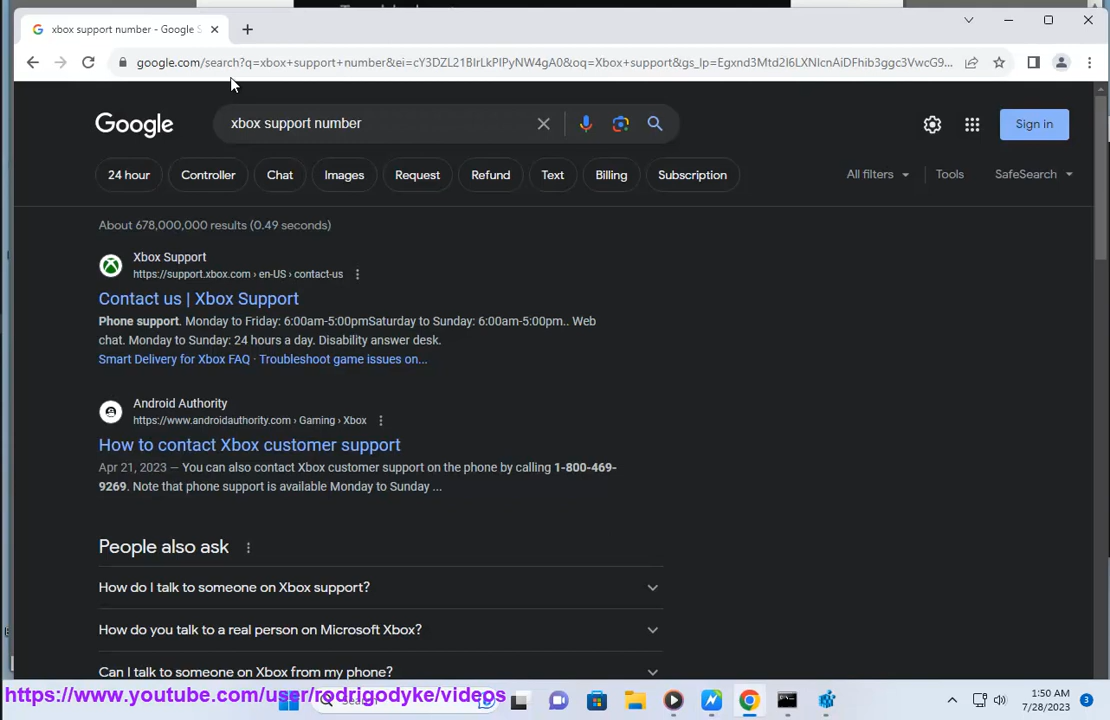 xbox support number - Google S
google.com/search?q=xbox+support+number&ei=cY3DZL21BIrLkPIPyNW4gA0&oq=Xbox+support&gs_lp=Egxnd3Mtd2l6LXNlcnAiDFhib3ggc3VwcG9...
Google
xbox support number
Sign in
24 hour
Controller
Chat
Images
Request
Refund
Text
Billing
Subscription
All filters
Tools
SafeSearch
About 678,000,000 results (0.49 seconds)
Xbox Support
https://support.xbox.com › en-US › contact-us
Contact us | Xbox Support
Phone support. Monday to Friday: 6:00am-5:00pmSaturday to Sunday: 6:00am-5:00pm.. Web
chat. Monday to Sunday: 24 hours a day. Disability answer desk.
Smart Delivery for Xbox FAQ · Troubleshoot game issues on...
Android Authority
https://www.androidauthority.com › Gaming › Xbox
How to contact Xbox customer support
Apr 21, 2023 — You can also contact Xbox customer support on the phone by calling 1-800-469-
9269. Note that phone support is available Monday to Sunday ...
People also ask
How do I talk to someone on Xbox support?
How do you talk to a real person on Microsoft Xbox?
Can I talk to someone on Xbox from my phone?
https://www.youtube.com/user/rodrigodyke/videos
Search
1:50 AM
7/28/2023
3